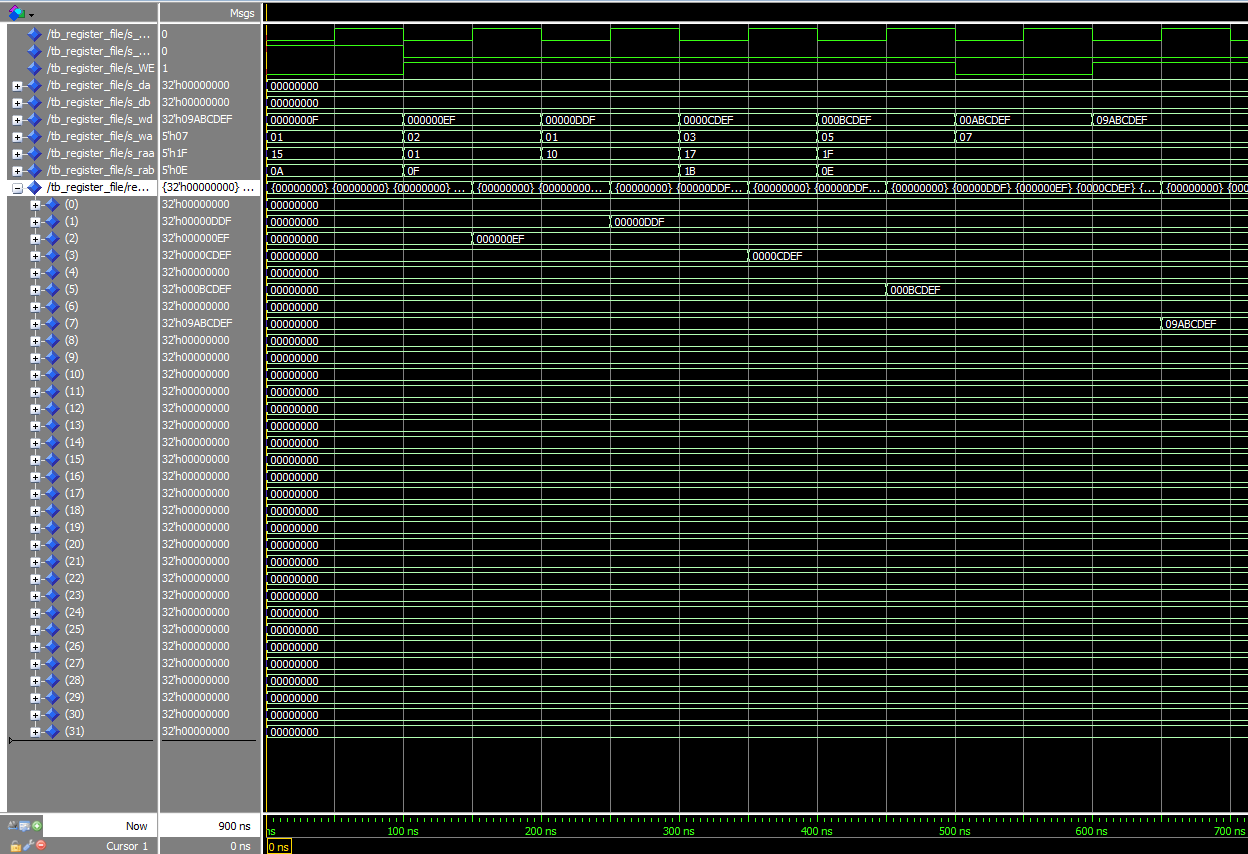 Msgs
/tb_register_file/s_... 0
/tb_register_file/s_... 0
/tb_register_file/s_WE 1
/tb_register_file/s_da 32'h00000000 00000000
/tb_register_file/s_db 32'h00000000 00000000
/tb_register_file/s_wd 32'h09ABCDEF 0000000F 000000EF 00000DDF 0000CDEF 000BCDEF 00ABCDEF 09ABCDEF
/tb_register_file/s_wa 5'h07 01 02 01 03 05 07
/tb_register_file/s_raa 5'h1F 15 01 10 17 1F
/tb_register_file/s_rab 5'h0E 0A 0F 1B 0E
/tb_register_file/re... {32'h00000000} ... {00000000} {00000000} {00000000} ... {00000000} {00000000... {00000000} {00000DDF... {00000000} {00000DDF... {00000000} {00000DDF} {000000EF} {0000CDEF} {... {00000000} {000
(0) 32'h00000000 00000000
(1) 32'h00000DDF 00000000 00000DDF
(2) 32'h000000EF 00000000 000000EF
(3) 32'h0000CDEF 00000000 0000CDEF
(4) 32'h00000000 00000000
(5) 32'h000BCDEF 00000000 000BCDEF
(6) 32'h00000000 00000000
(7) 32'h09ABCDEF 00000000 09ABCDEF
(8) 32'h00000000 00000000
(9) 32'h00000000 00000000
(10) 32'h00000000 00000000
(11) 32'h00000000 00000000
(12) 32'h00000000 00000000
(13) 32'h00000000 00000000
(14) 32'h00000000 00000000
(15) 32'h00000000 00000000
(16) 32'h00000000 00000000
(17) 32'h00000000 00000000
(18) 32'h00000000 00000000
(19) 32'h00000000 00000000
(20) 32'h00000000 00000000
(21) 32'h00000000 00000000
(22) 32'h00000000 00000000
(23) 32'h00000000 00000000
(24) 32'h00000000 00000000
(25) 32'h00000000 00000000
(26) 32'h00000000 00000000
(27) 32'h00000000 00000000
(28) 32'h00000000 00000000
(29) 32'h00000000 00000000
(30) 32'h00000000 00000000
(31) 32'h00000000 00000000
Now 900 ns ns 100 ns 200 ns 300 ns 400 ns 500 ns 600 ns 700 ns
Cursor 1 0 ns 0 ns